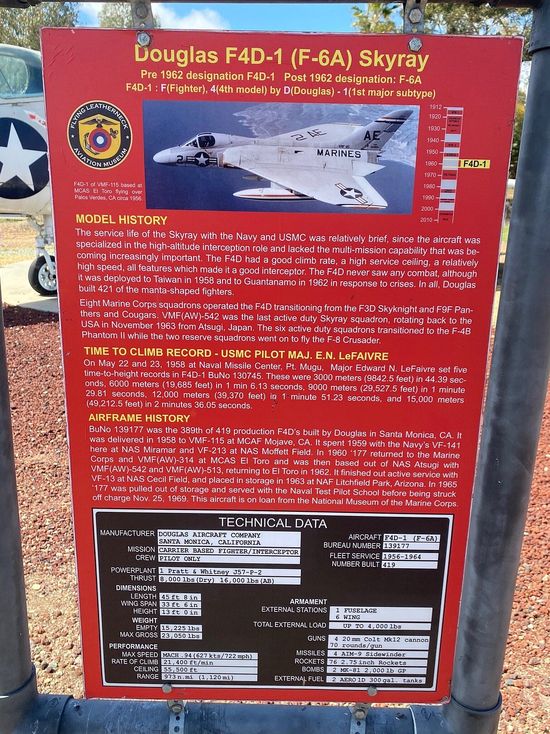 Douglas F4D-1 (F-6A) Skyray
Pre 1962 designation F4D-1 Post 1962 designation: F-6A
F4D-1 : F(Fighter), 4(4th model) by D(Douglas) - 1(1st major subtype)
FLYING LEATHERNECK
AVIATION MUSEUM
2 AE
AE
MARINES
2
1912
1920
1930
1940
1950
1960
F4D-1
1970
1980
1990
2000
2010
F4D-1 of VMF-115 based at
MCAS El Toro flying over
Palos Verdes, CA circa 1956
MODEL HISTORY
The service life of the Skyray with the Navy and USMC was relatively brief, since the aircraft was
specialized in the high-altitude interception role and lacked the multi-mission capability that was be-
coming increasingly important. The F4D had a good climb rate, a high service ceiling, a relatively
high speed, all features which made it a good interceptor. The F4D never saw any combat, although
it was deployed to Taiwan in 1958 and to Guantanamo in 1962 in response to crises. In all, Douglas
built 421 of the manta-shaped fighters.
Eight Marine Corps squadrons operated the F4D transitioning from the F3D Skyknight and F9F Pan-
thers and Cougars. VMF(AW)-542 was the last active duty Skyray squadron, rotating back to the
USA in November 1963 from Atsugi, Japan. The six active duty squadrons transitioned to the F-4B
Phantom II while the two reserve squadrons went on to fly the F-8 Crusader.
TIME TO CLIMB RECORD - USMC PILOT MAJ. E.N. LeFAIVRE
On May 22 and 23, 1958 at Naval Missile Center, Pt. Mugu, Major Edward N. LeFaivre set five
time-to-height records in F4D-1 BuNo 130745. These were 3000 meters (9842.5 feet) in 44.39 sec-
onds, 6000 meters (19,685 feet) in 1 min 6.13 seconds, 9000 meters (29,527.5 feet) in 1 minute
29.81 seconds, 12,000 meters (39,370 feet) in 1 minute 51.23 seconds, and 15,000 meters
(49,212.5 feet) in 2 minutes 36.05 seconds.
AIRFRAME HISTORY
BuNo 139177 was the 389th of 419 production F4D's built by Douglas in Santa Monica, CA. It
was delivered in 1958 to VMF-115 at MCAF Mojave, CA. It spent 1959 with the Navy's VF-141
here at NAS Miramar and VF-213 at NAS Moffett Field. In 1960 '177 returned to the Marine
Corps and VMF(AW)-314 at MCAS El Toro and was then based out of NAS Atsugi with
VMF(AW)-542 and VMF(AW)-513, returning to El Toro in 1962. It finished out active service with
VF-13 at NAS Cecil Field, and placed in storage in 1963 at NAF Litchfield Park, Arizona. In 1965
'177 was pulled out of storage and served with the Naval Test Pilot School before being struck
off charge Nov. 25, 1969. This aircraft is on loan from the National Museum of the Marine Corps.
TECHNICAL DATA
MANUFACTURER DOUGLAS AIRCRAFT COMPANY
SANTA MONICA, CALIFORNIA
MISSION CARRIER BASED FIGHTER/INTERCEPTOR
CREW PILOT ONLY
POWERPLANT 1 Pratt & Whitney J57-P-2
THRUST 8,000 lbs(Dry) 16,000 lbs(AB)
DIMENSIONS
LENGTH 45 ft 8 in
WING SPAN 33 ft 6 in
HEIGHT 13 ft 0 in
WEIGHT
EMPTY 15,225 lbs
MAX GROSS 23,050 lbs
PERFORMANCE
MAX SPEED MACH .94 (627 kts/722 mph)
RATE OF CLIMB 21,400 ft/min
CEILING 55,500 ft
RANGE 973 n.mi (1,120 mi)
AIRCRAFT F4D-1 (F-6A)
BUREAU NUMBER 139177
FLEET SERVICE 1956-1964
NUMBER BUILT 419
ARMAMENT
EXTERNAL STATIONS 1 FUSELAGE
6 WING
TOTAL EXTERNAL LOAD UP TO 4,000 lbs
GUNS 4 20 mm Colt Mk12 cannon
70 rounds/gun
MISSILES 4 AIM-9 Sidewinder
ROCKETS 76 2.75 inch Rockets
BOMBS 2 MK-81 2,000 lb GP
EXTERNAL FUEL 2 AERO 1D 300 gal. tanks